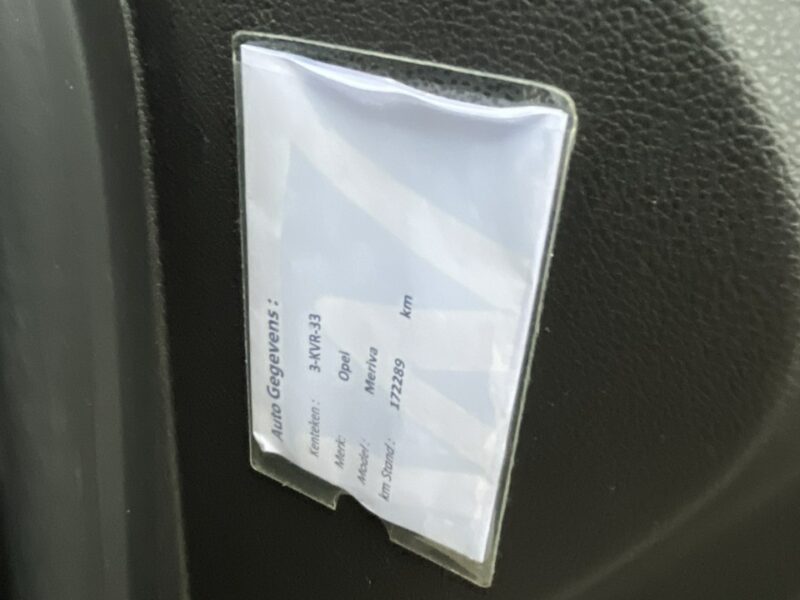 Auto Gegevens :
Kenteken : 3-KVR-33
Merk: Opel
Model : Meriva
km Stand : 172289 km